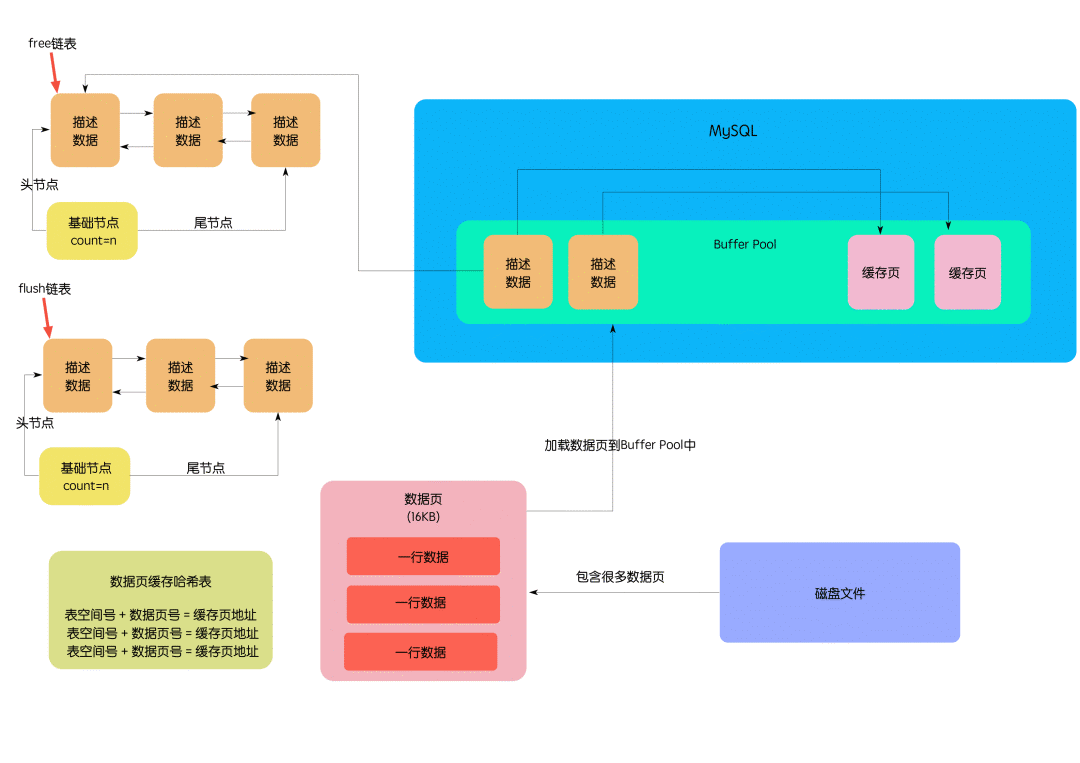 free链表
描述
数据
描述
数据
描述
数据
头节点
基础节点
count=n
尾节点
flush链表
描述
数据
描述
数据
描述
数据
头节点
基础节点
count=n
尾节点
数据页缓存哈希表
表空间号 + 数据页号 = 缓存页地址
表空间号 + 数据页号 = 缓存页地址
表空间号 + 数据页号 = 缓存页地址
MySQL
Buffer Pool
描述
数据
描述
数据
缓存页
缓存页
加载数据页到Buffer Pool中
数据页
(16KB)
一行数据
一行数据
一行数据
包含很多数据页
磁盘文件